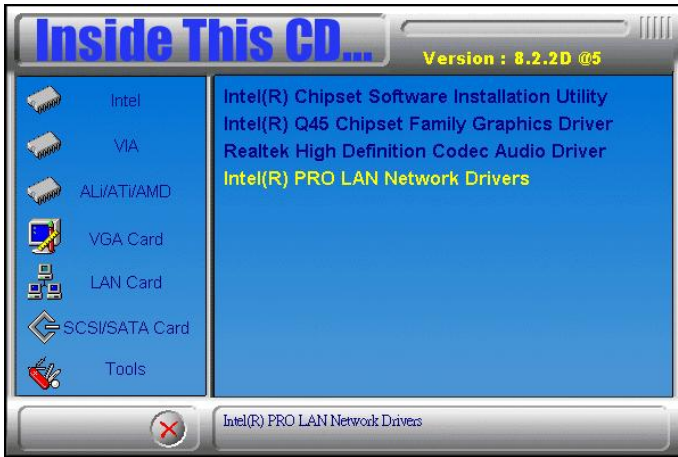 Inside This CD...
Version : 8.2.2D @5
Intel
VIA
ALi/ATi/AMD
VGA Card
LAN Card
SCSI/SATA Card
Tools
Intel(R) Chipset Software Installation Utility
Intel(R) Q45 Chipset Family Graphics Driver
Realtek High Definition Codec Audio Driver
Intel(R) PRO LAN Network Drivers
Intel(R) PRO LAN Network Drivers